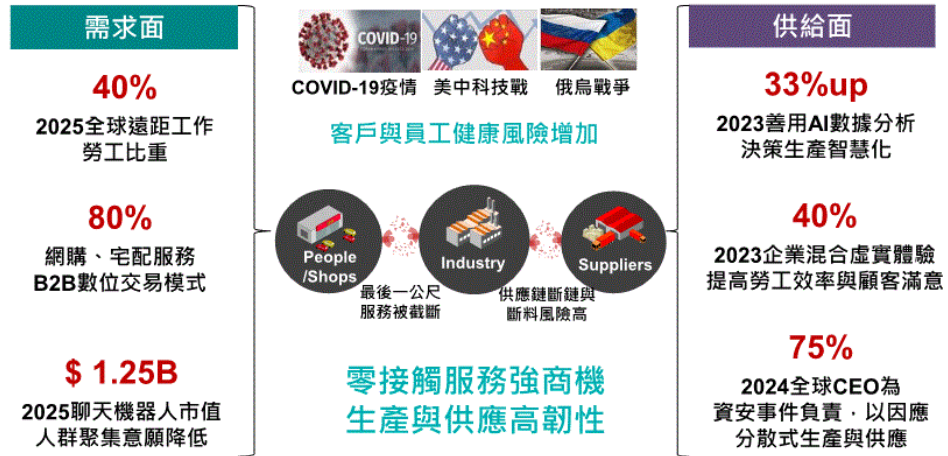 需求面
40%
2025全球遠距工作
勞工比重
80%
網購、宅配服務
B2B數位交易模式
$ 1.25B
2025聊天機器人市值
人群聚集意願降低
COVID-19
COVID-19疫情
美中科技戰
俄烏戰爭
客戶與員工健康風險增加
People
/Shops
Industry
Suppliers
最後一公尺
服務被截斷
供應鏈斷鏈與
斷料風險高
零接觸服務強商機
生產與供應高韌性
供給面
33%up
2023善用AI數據分析
決策生產智慧化
40%
2023企業混合虛實體驗
提高勞工效率與顧客滿意
75%
2024全球CEO為
資安事件負責，以因應
分散式生產與供應